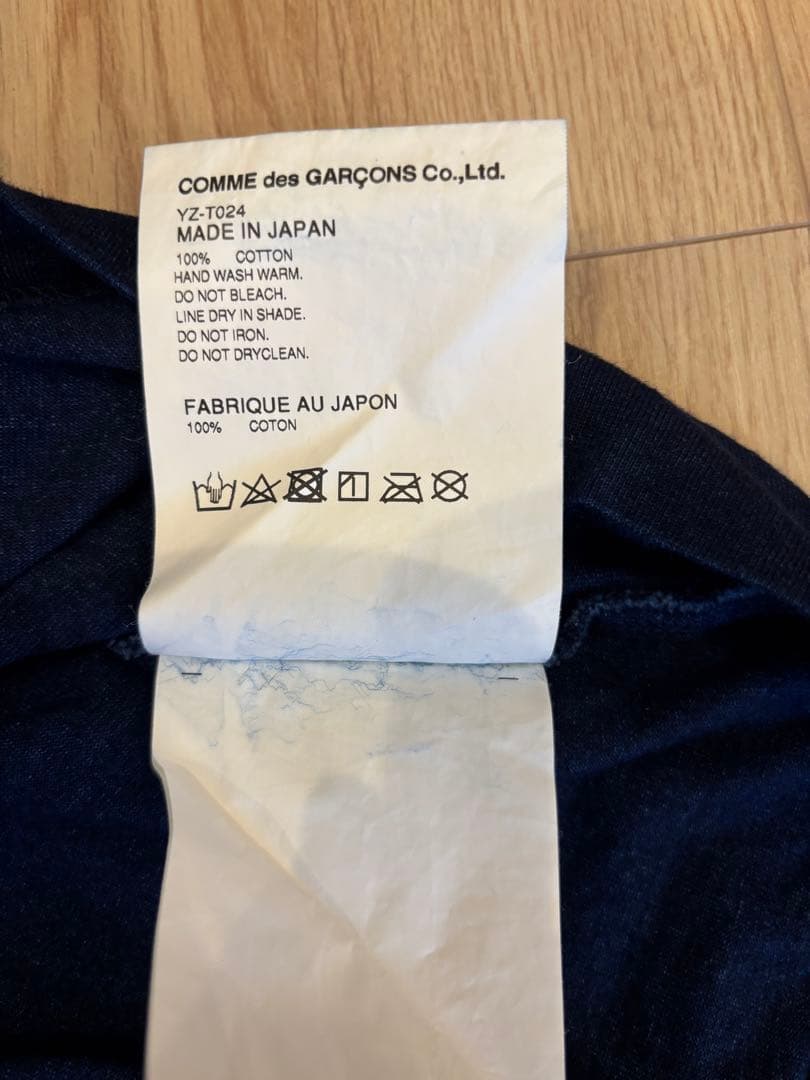 COMME des GARÇONS Co.,Ltd.
YZ-T024
MADE IN JAPAN
100% COTTON
HAND WASH WARM.
DO NOT BLEACH.
LINE DRY IN SHADE.
DO NOT IRON.
DO NOT DRYCLEAN.
FABRIQUE AU JAPON
100% COTON